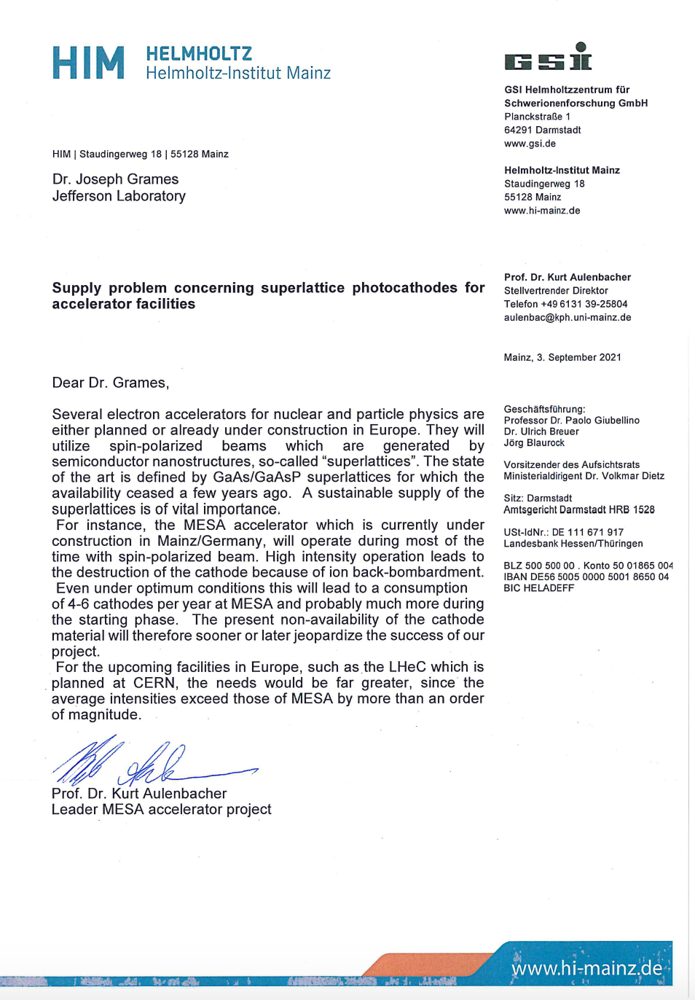 HIM HELMHOLTZ
Helmholtz-Institut Mainz
GSI
GSI Helmholtzzentrum für
Schwerionenforschung GmbH
Planckstraße 1
64291 Darmstadt
www.gsi.de
Helmholtz-Institut Mainz
Staudingerweg 18
55128 Mainz
www.hi-mainz.de
HIM | Staudingerweg 18 | 55128 Mainz
Dr. Joseph Grames
Jefferson Laboratory
Prof. Dr. Kurt Aulenbacher
Stellvertrender Direktor
Telefon +49 6131 39-25804
aulenbac@kph.uni-mainz.de
Mainz, 3. September 2021
Supply problem concerning superlattice photocathodes for
accelerator facilities
Dear Dr. Grames,
Several electron accelerators for nuclear and particle physics are
either planned or already under construction in Europe. They will
utilize spin-polarized beams which are generated by
semiconductor nanostructures, so-called “superlattices”. The state
of the art is defined by GaAs/GaAsP superlattices for which the
availability ceased a few years ago. A sustainable supply of the
superlattices is of vital importance.
For instance, the MESA accelerator which is currently under
construction in Mainz/Germany, will operate during most of the
time with spin-polarized beam. High intensity operation leads to
the destruction of the cathode because of ion back-bombardment.
Even under optimum conditions this will lead to a consumption
of 4-6 cathodes per year at MESA and probably much more during
the starting phase. The present non-availability of the cathode
material will therefore sooner or later jeopardize the success of our
project.
For the upcoming facilities in Europe, such as the LHeC which is
planned at CERN, the needs would be far greater, since the
average intensities exceed those of MESA by more than an order
of magnitude.
Prof. Dr. Kurt Aulenbacher
Leader MESA accelerator project
Geschäftsführung:
Professor Dr. Paolo Giubellino
Dr. Ulrich Breuer
Jörg Blaurock
Vorsitzender des Aufsichtsrats
Ministerialdirigent Dr. Volkmar Dietz
Sitz: Darmstadt
Amtsgericht Darmstadt HRB 1528
USt-IdNr.: DE 111 671 917
Landesbank Hessen/Thüringen
BLZ 500 500 00 . Konto 50 01865 004
IBAN DE56 5005 0000 5001 8650 04
BIC HELADEFF
www.hi-mainz.de